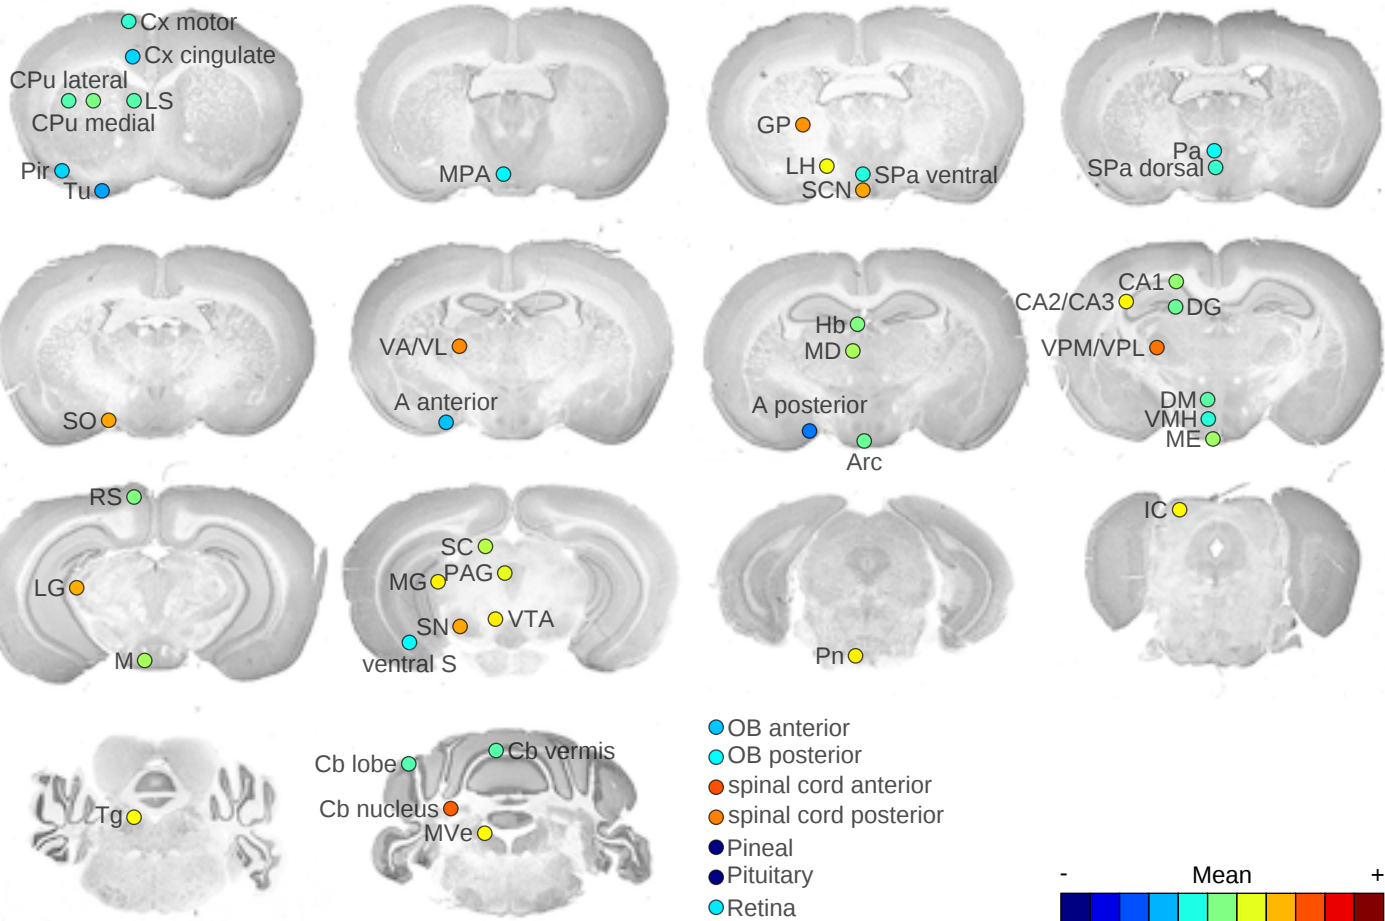 Cx motor
Cx cingulate
CPu lateral
LS
CPu medial
Pir
Tu
MPA
GP
LH
SPa ventral
SCN
Pa
SPa dorsal
SO
VA/VL
A anterior
Hb
MD
A posterior
Arc
CA1
CA2/CA3
DG
VPM/VPL
DM
VMH
ME
RS
LG
M
SC
MG
PAG
SN
VTA
ventral S
Pn
IC
Tg
Cb lobe
Cb vermis
Cb nucleus
MVe
OB anterior
OB posterior
spinal cord anterior
spinal cord posterior
Pineal
Pituitary
Retina
- Mean +